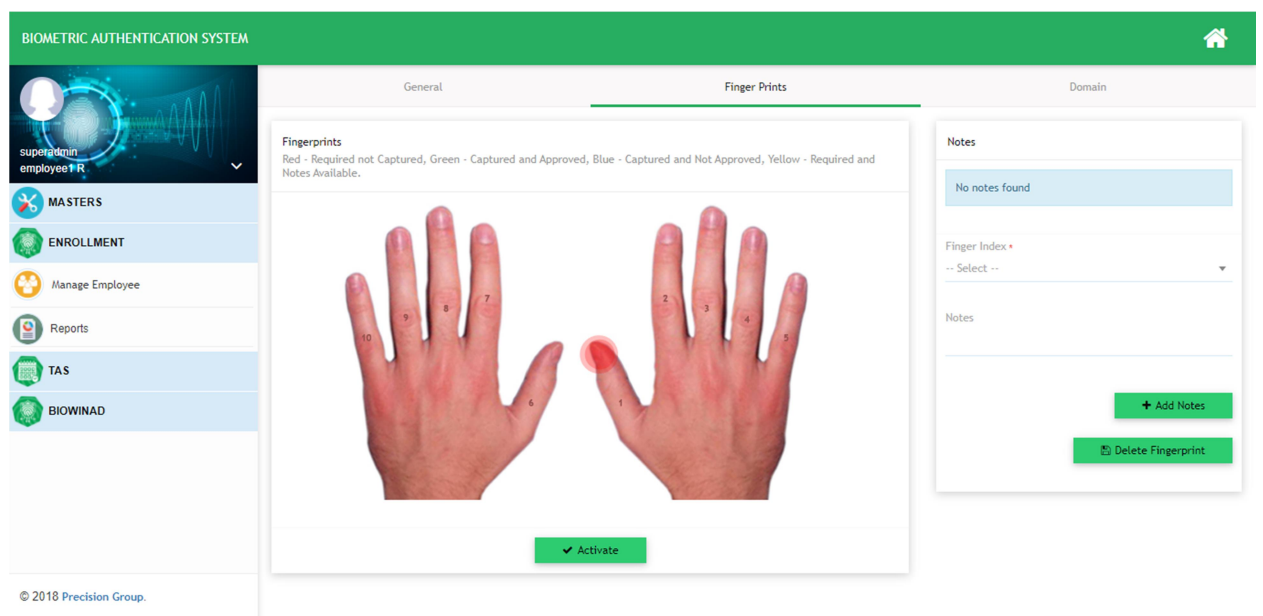 BIOMETRIC AUTHENTICATION SYSTEM
superadmin
employee1 R
MASTERS
ENROLLMENT
Manage Employee
Reports
TAS
BIOWINAD
© 2018 Precision Group.
General
Finger Prints
Domain
Fingerprints
Red - Required not Captured, Green - Captured and Approved, Blue - Captured and Not Approved, Yellow - Required and
Notes Available.
10
9
8
7
6
1
2
3
4
5
Activate
Notes
No notes found
Finger Index *
-- Select --
Notes
+ Add Notes
Delete Fingerprint